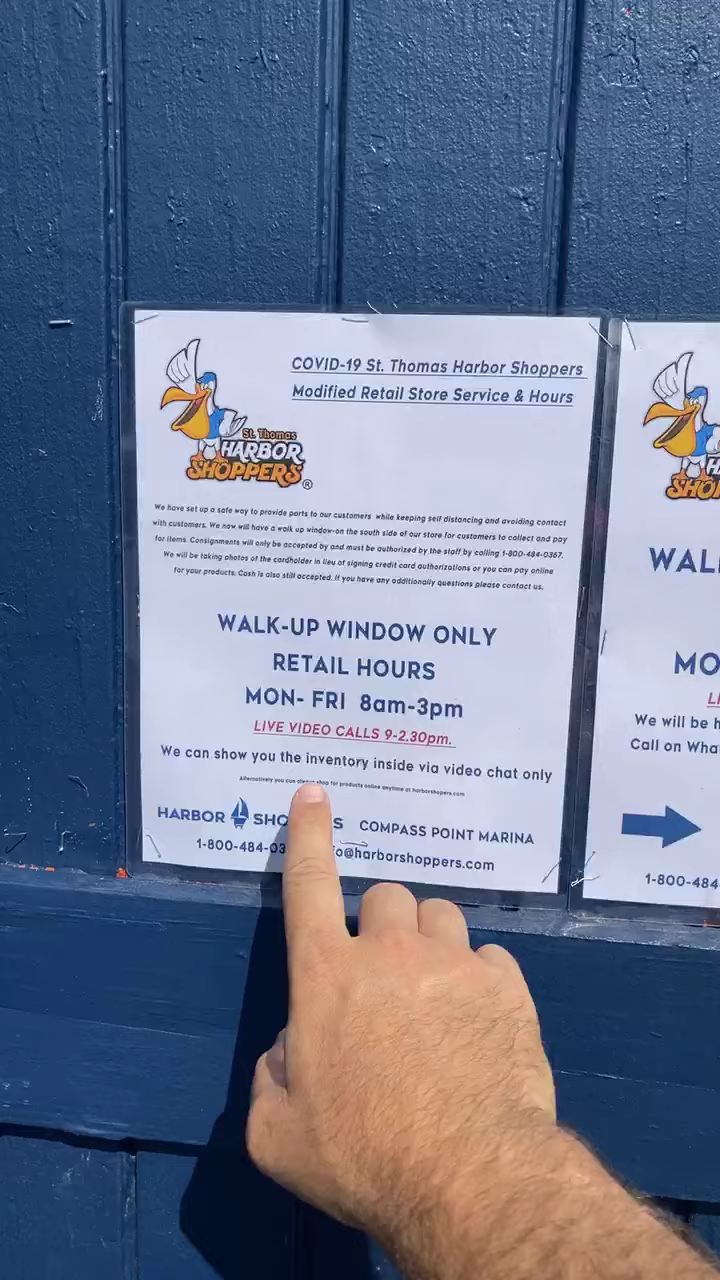 COVID-19 St. Thomas Harbor Shoppers
Modified Retail Store Service & Hours
St. Thomas
HARBOR
SHOPPERS®
We have set up a safe way to provide parts to our customers while keeping self distancing and avoiding contact
with customers. We now will have a walk up window-on the south side of our store for customers to collect and pay
for items. Consignments will only be accepted by and must be authorized by the staff by calling 1-800-484-0367.
We will be taking photos of the cardholder in lieu of signing credit card authorizations or you can pay online
for your products. Cash is also still accepted. If you have any additionally questions please contact us.
WALK-UP WINDOW ONLY
RETAIL HOURS
MON- FRI 8am-3pm
LIVE VIDEO CALLS 9-2.30pm.
We can show you the inventory inside via video chat only
Alternatively you can always shop for products online anytime at harborshoppers.com
HARBOR SHO S COMPASS POINT MARINA
1-800-484-03 o@harborshoppers.com
H
SHO
WAL
MO
LI
We will be h
Call on What
1-800-484